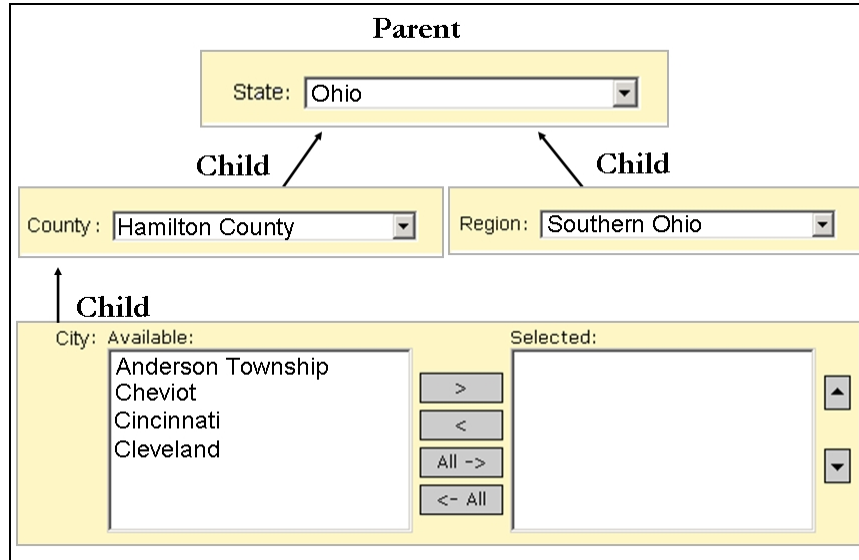 Parent
State: Ohio
Child
Child
County : Hamilton County
Region: Southern Ohio
Child
City: Available:
Selected:
Anderson Township
Cheviot
Cincinnati
Cleveland
>
<
All ->
<- All